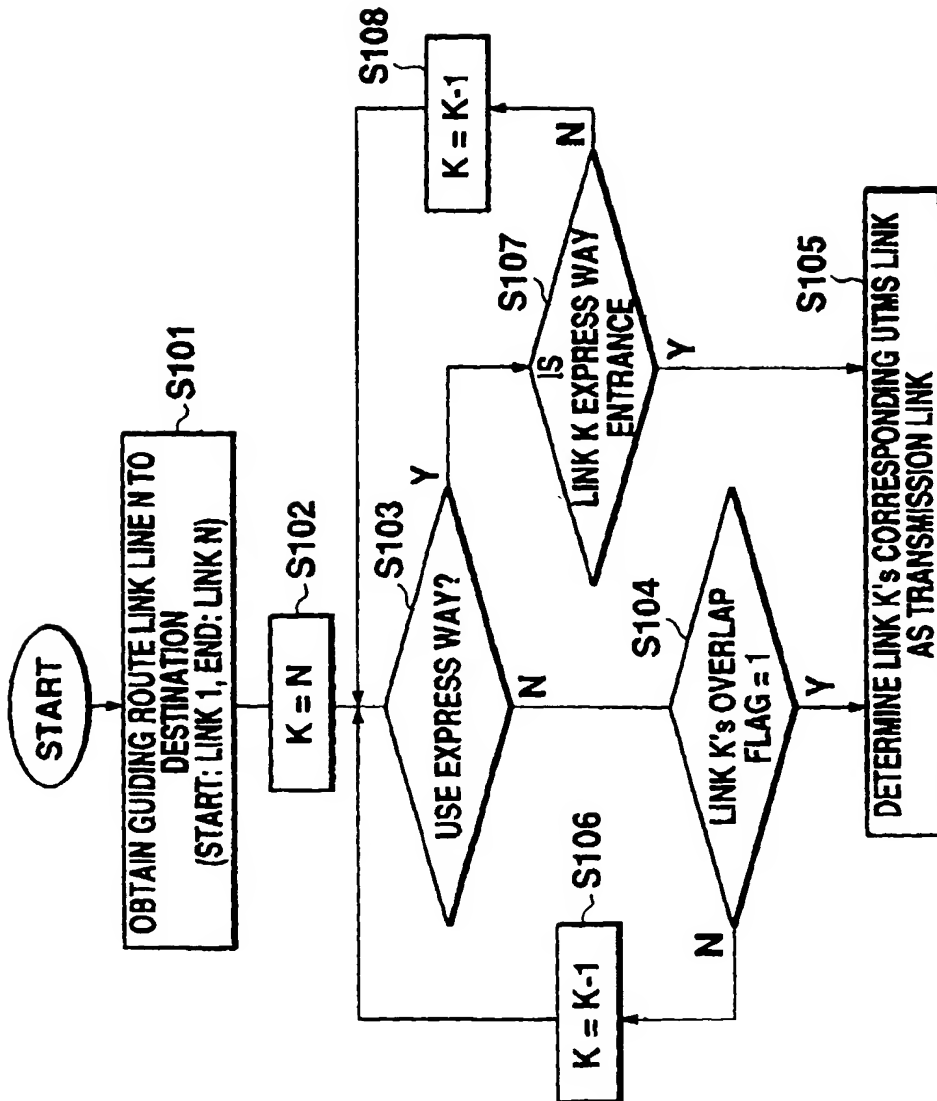 START
OBTAIN GUIDING ROUTE LINK LINE N TO
DESTINATION
(START: LINK 1, END: LINK N)
S101
K = N
S102
USE EXPRESS WAY?
S103
Y
N
LINK K's OVERLAP
FLAG = 1
S104
N
Y
K = K-1
S106
IS
LINK K EXPRESS WAY
ENTRANCE
S107
N
Y
K = K-1
S108
DETERMINE LINK K's CORRESPONDING UTMS LINK
AS TRANSMISSION LINK
S105